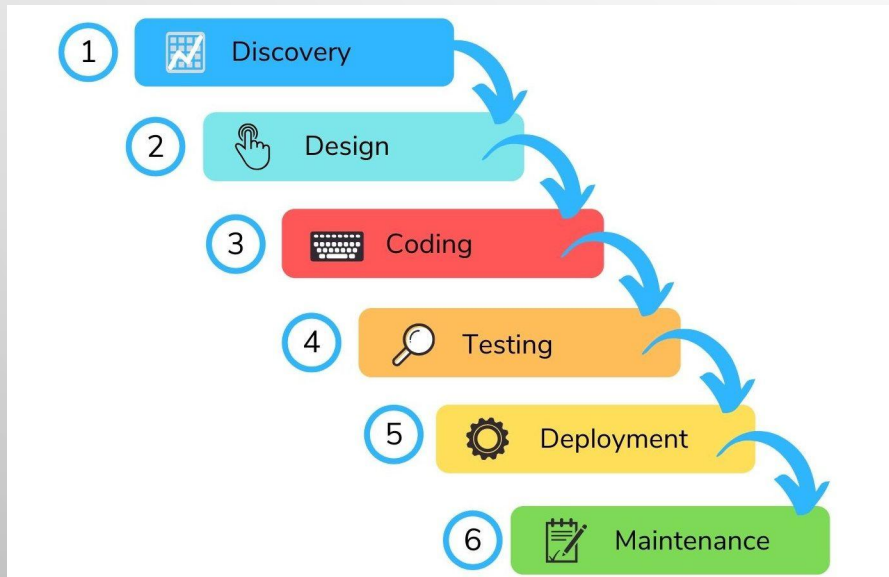 1 Discovery
2 Design
3 Coding
4 Testing
5 Deployment
6 Maintenance